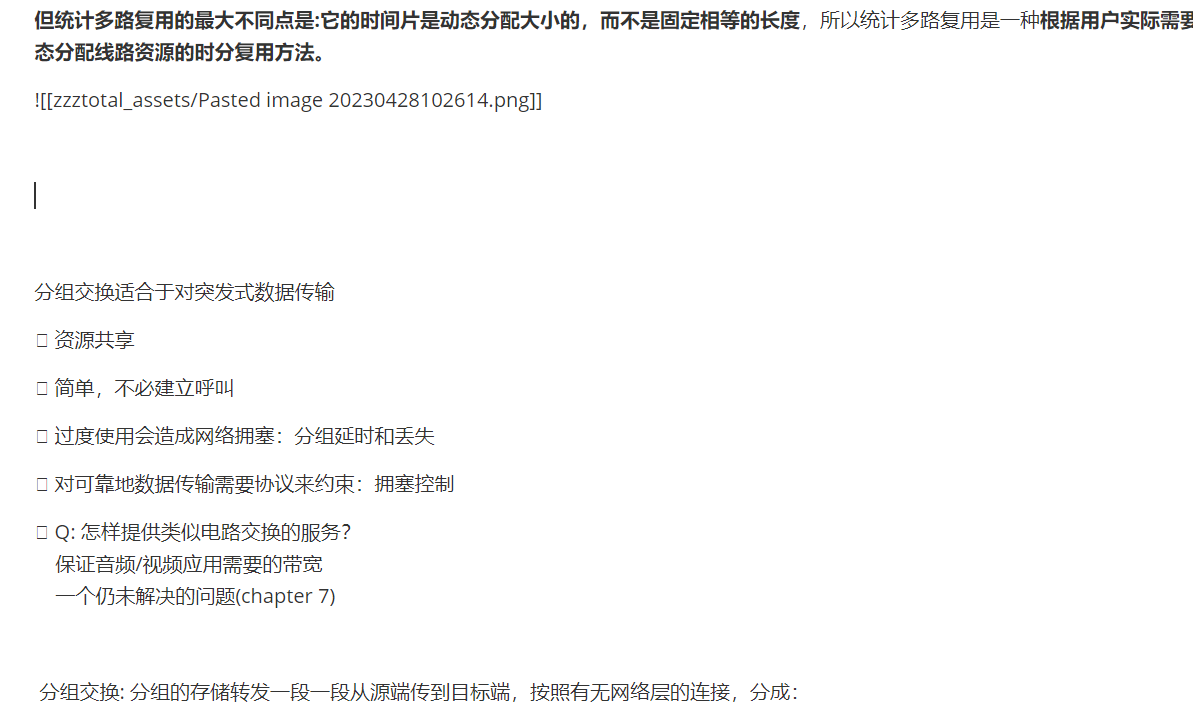 但统计多路复用的最大不同点是:它的时间片是动态分配大小的，而不是固定相等的长度，所以统计多路复用是一种根据用户实际需要
态分配线路资源的时分复用方法。
![[zzztotal_assets/Pasted image 20230428102614.png]]
分组交换适合于对突发式数据传输
 资源共享
 简单，不必建立呼叫
 过度使用会造成网络拥塞：分组延时和丢失
 对可靠地数据传输需要协议来约束：拥塞控制
 Q: 怎样提供类似电路交换的服务？
保证音频/视频应用需要的带宽
一个仍未解决的问题(chapter 7)
分组交换: 分组的存储转发一段一段从源端传到目标端，按照有无网络层的连接，分成：